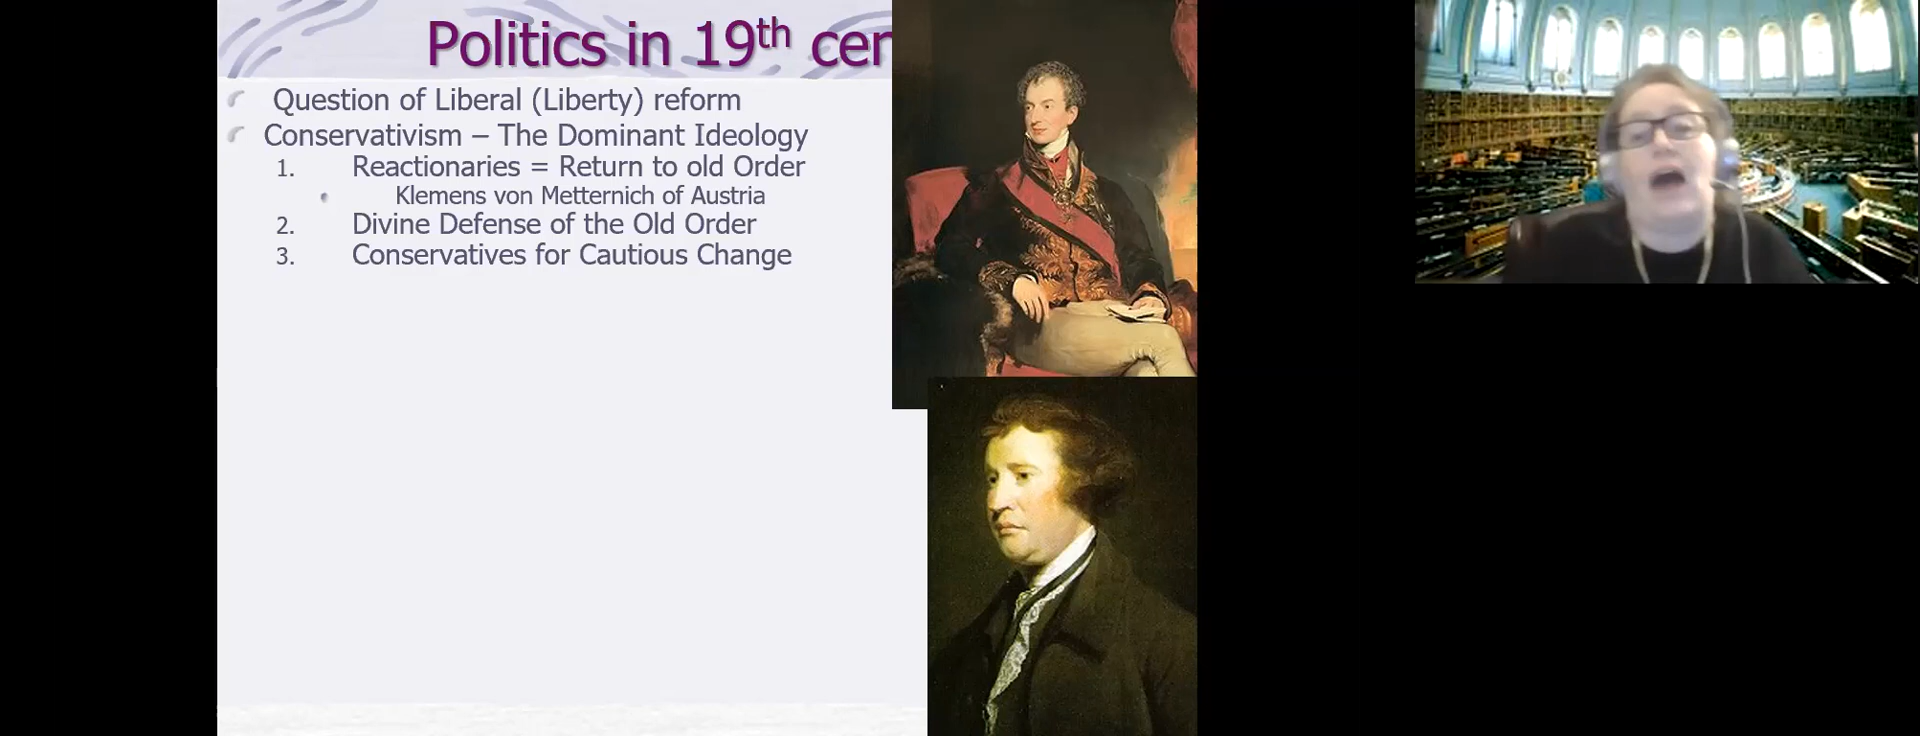 Politics in 19th cen
Question of Liberal (Liberty) reform
Conservativism – The Dominant Ideology
1. Reactionaries = Return to old Order
Klemens von Metternich of Austria
2. Divine Defense of the Old Order
3. Conservatives for Cautious Change